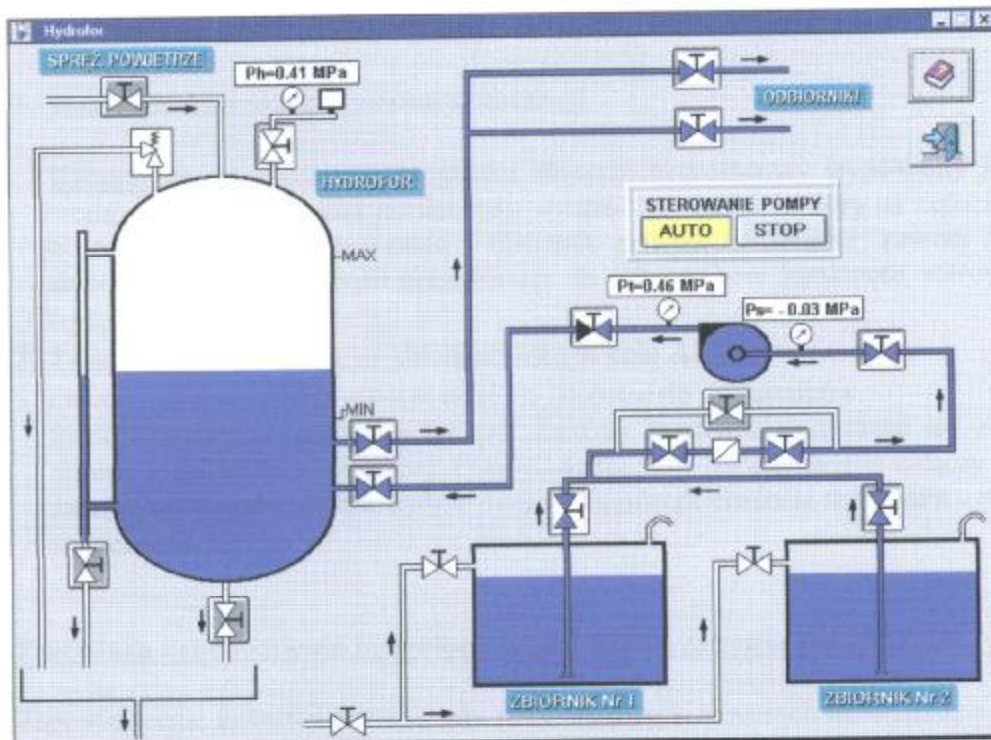 Hydrofor
SPRĘŻ. POWIETRZE
Ph=0.41 MPa
ODBIORNIKI
HYDROFOR
STEROWANIE POMPY
AUTO STOP
MAX
Pt=0.46 MPa
Ps= - 0.03 MPa
MIN
ZBIORNIK Nr 1
ZBIORNIK Nr 2